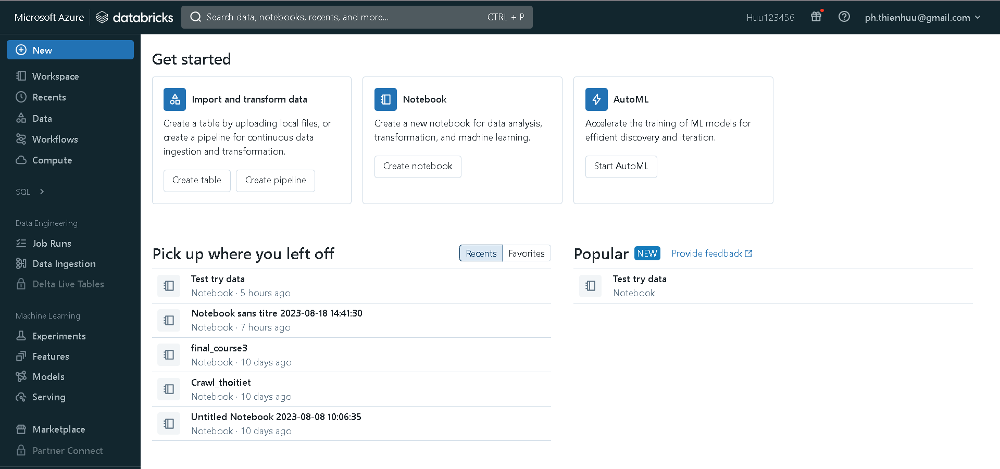 Microsoft Azure databricks Search data, notebooks, recents, and more... CTRL + P Huu123456 ph.thienhuu@gmail.com
New
Workspace
Recents
Data
Workflows
Compute
SQL
Data Engineering
Job Runs
Data Ingestion
Delta Live Tables
Machine Learning
Experiments
Features
Models
Serving
Marketplace
Partner Connect
Get started
Import and transform data
Create a table by uploading local files, or
create a pipeline for continuous data
ingestion and transformation.
Create table Create pipeline
Notebook
Create a new notebook for data analysis,
transformation, and machine learning.
Create notebook
AutoML
Accelerate the training of ML models for
efficient discovery and iteration.
Start AutoML
Pick up where you left off Recents Favorites
Test try data
Notebook · 5 hours ago
Notebook sans titre 2023-08-18 14:41:30
Notebook · 7 hours ago
final_course3
Notebook · 10 days ago
Crawl_thoitiet
Notebook · 10 days ago
Untitled Notebook 2023-08-08 10:06:35
Notebook · 10 days ago
Popular NEW Provide feedback
Test try data
Notebook